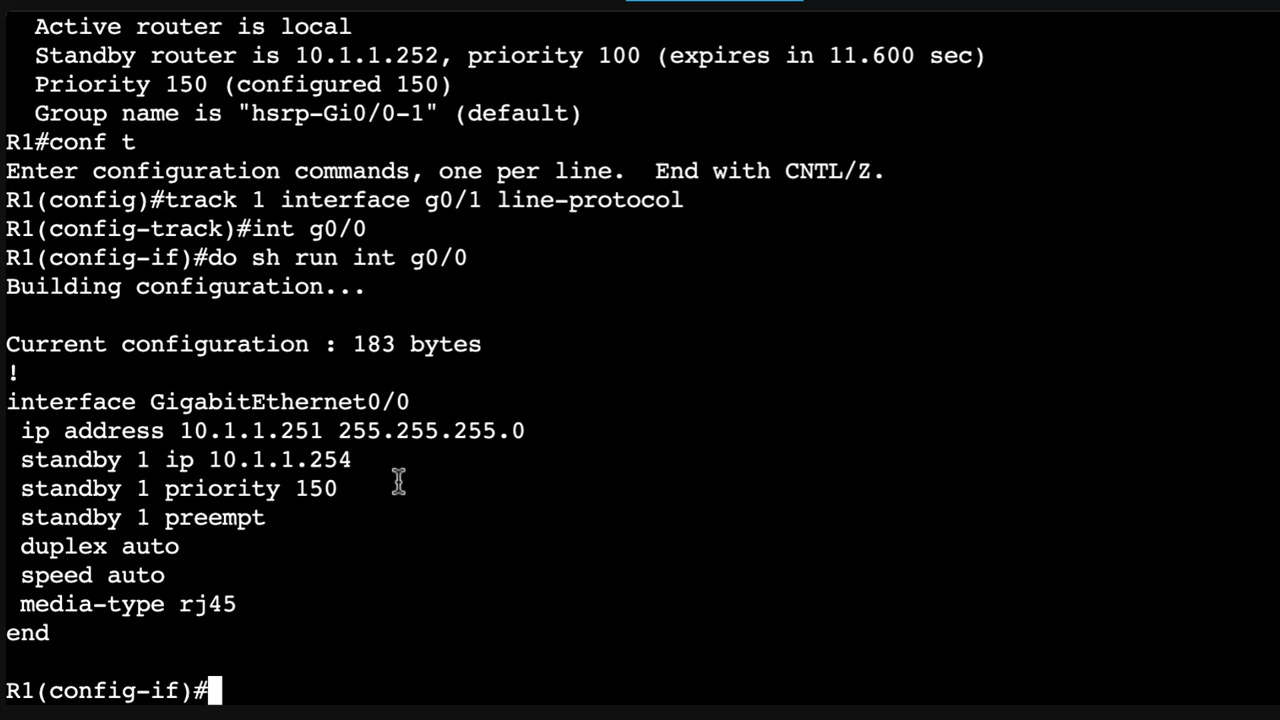 Active router is local
Standby router is 10.1.1.252, priority 100 (expires in 11.600 sec)
Priority 150 (configured 150)
Group name is "hsrp-Gi0/0-1" (default)
R1#conf t
Enter configuration commands, one per line.  End with CNTL/Z.
R1(config)#track 1 interface g0/1 line-protocol
R1(config-track)#int g0/0
R1(config-if)#do sh run int g0/0
Building configuration...
Current configuration : 183 bytes
!
interface GigabitEthernet0/0
ip address 10.1.1.251 255.255.255.0
standby 1 ip 10.1.1.254
standby 1 priority 150
standby 1 preempt
duplex auto
speed auto
media-type rj45
end
R1(config-if)#